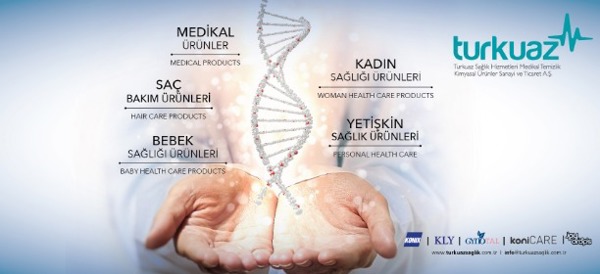 MEDİKAL
ÜRÜNLER
MEDICAL PRODUCTS
SAÇ
BAKIM ÜRÜNLERİ
HAIR CARE PRODUCTS
BEBEK
SAĞLIĞI ÜRÜNLERİ
BABY HEALTH CARE PRODUCTS
KADIN
SAĞLIĞI ÜRÜNLERİ
WOMAN HEALTH CARE PRODUCTS
YETİŞKİN
SAĞLIK ÜRÜNLERİ
PERSONAL HEALTH CARE
turkuaz
Turkuaz Sağlık Hizmetleri Medikal Temizlik
Kimyasal Ürünler Sanayi ve Ticaret A.Ş.
KONIX | KLY | GYNOTAL | koniCARE |
www.turkuazsaglik.com.tr | info@turkuazsaglik.com.tr